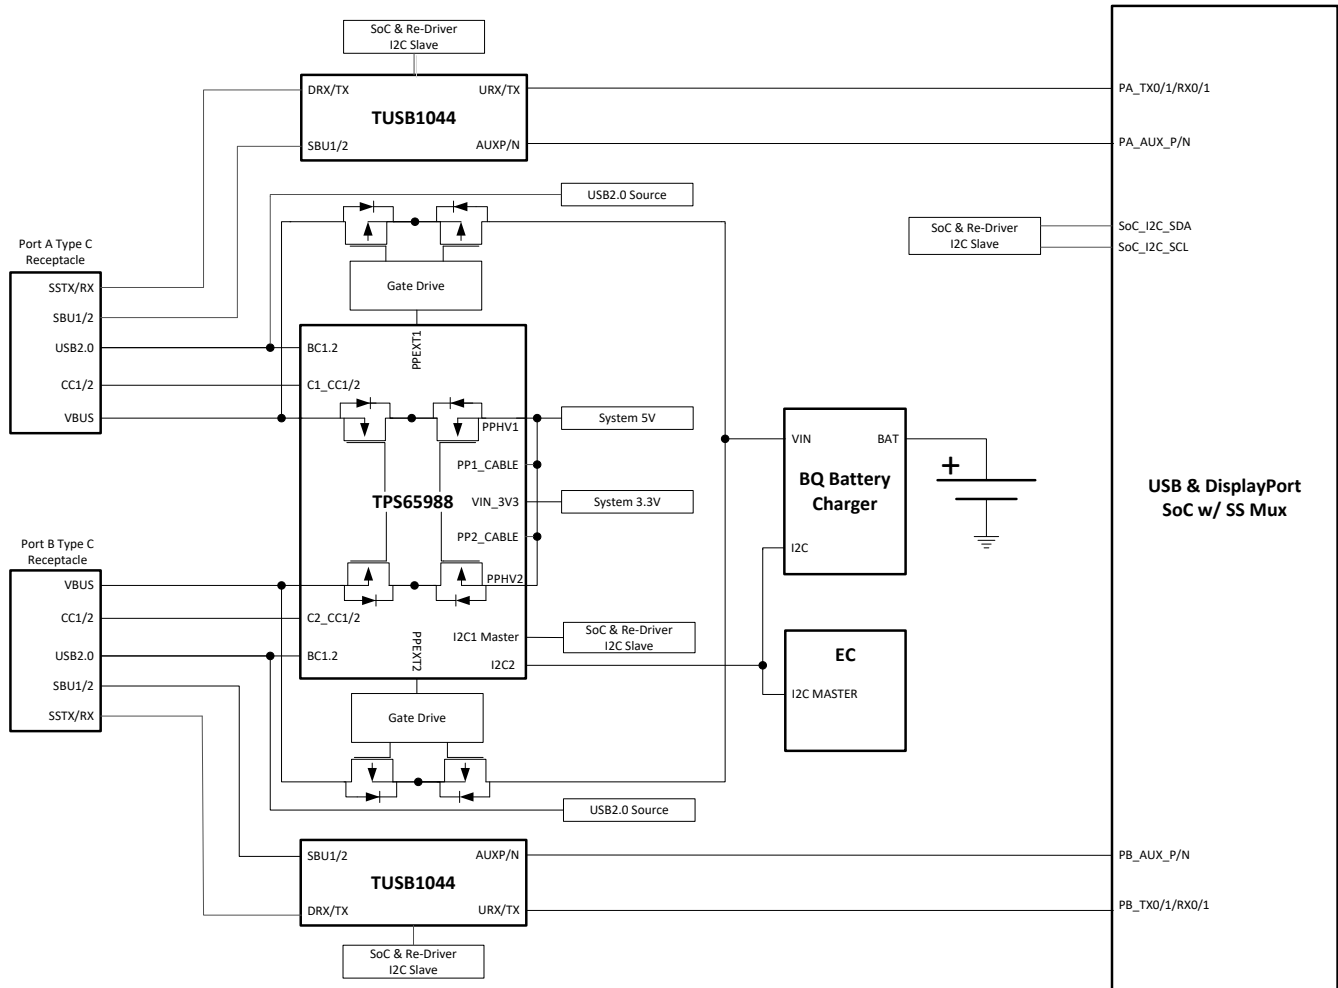 SoC & Re-Driver
I2C Slave
DRX/TX
URX/TX
TUSB1044
SBU1/2
AUXP/N
PA_TX0/1/RX0/1
PA_AUX_P/N
USB2.0 Source
SoC & Re-Driver
I2C Slave
SoC_I2C_SDA
SoC_I2C_SCL
Port A Type C
Receptacle
SSTX/RX
SBU1/2
USB2.0
CC1/2
VBUS
Gate Drive
PPEXT1
BC1.2
C1_CC1/2
PPHV1
System 5V
PP1_CABLE
TPS65988
VIN_3V3
System 3.3V
PP2_CABLE
PPHV2
VIN
BAT
BQ Battery
Charger
I2C
+
USB & DisplayPort
SoC w/ SS Mux
Port B Type C
Receptacle
VBUS
CC1/2
USB2.0
SBU1/2
SSTX/RX
C2_CC1/2
BC1.2
PPEXT2
I2C1 Master
SoC & Re-Driver
I2C Slave
I2C2
EC
I2C MASTER
Gate Drive
USB2.0 Source
SBU1/2
AUXP/N
TUSB1044
DRX/TX
URX/TX
PB_AUX_P/N
PB_TX0/1/RX0/1
SoC & Re-Driver
I2C Slave